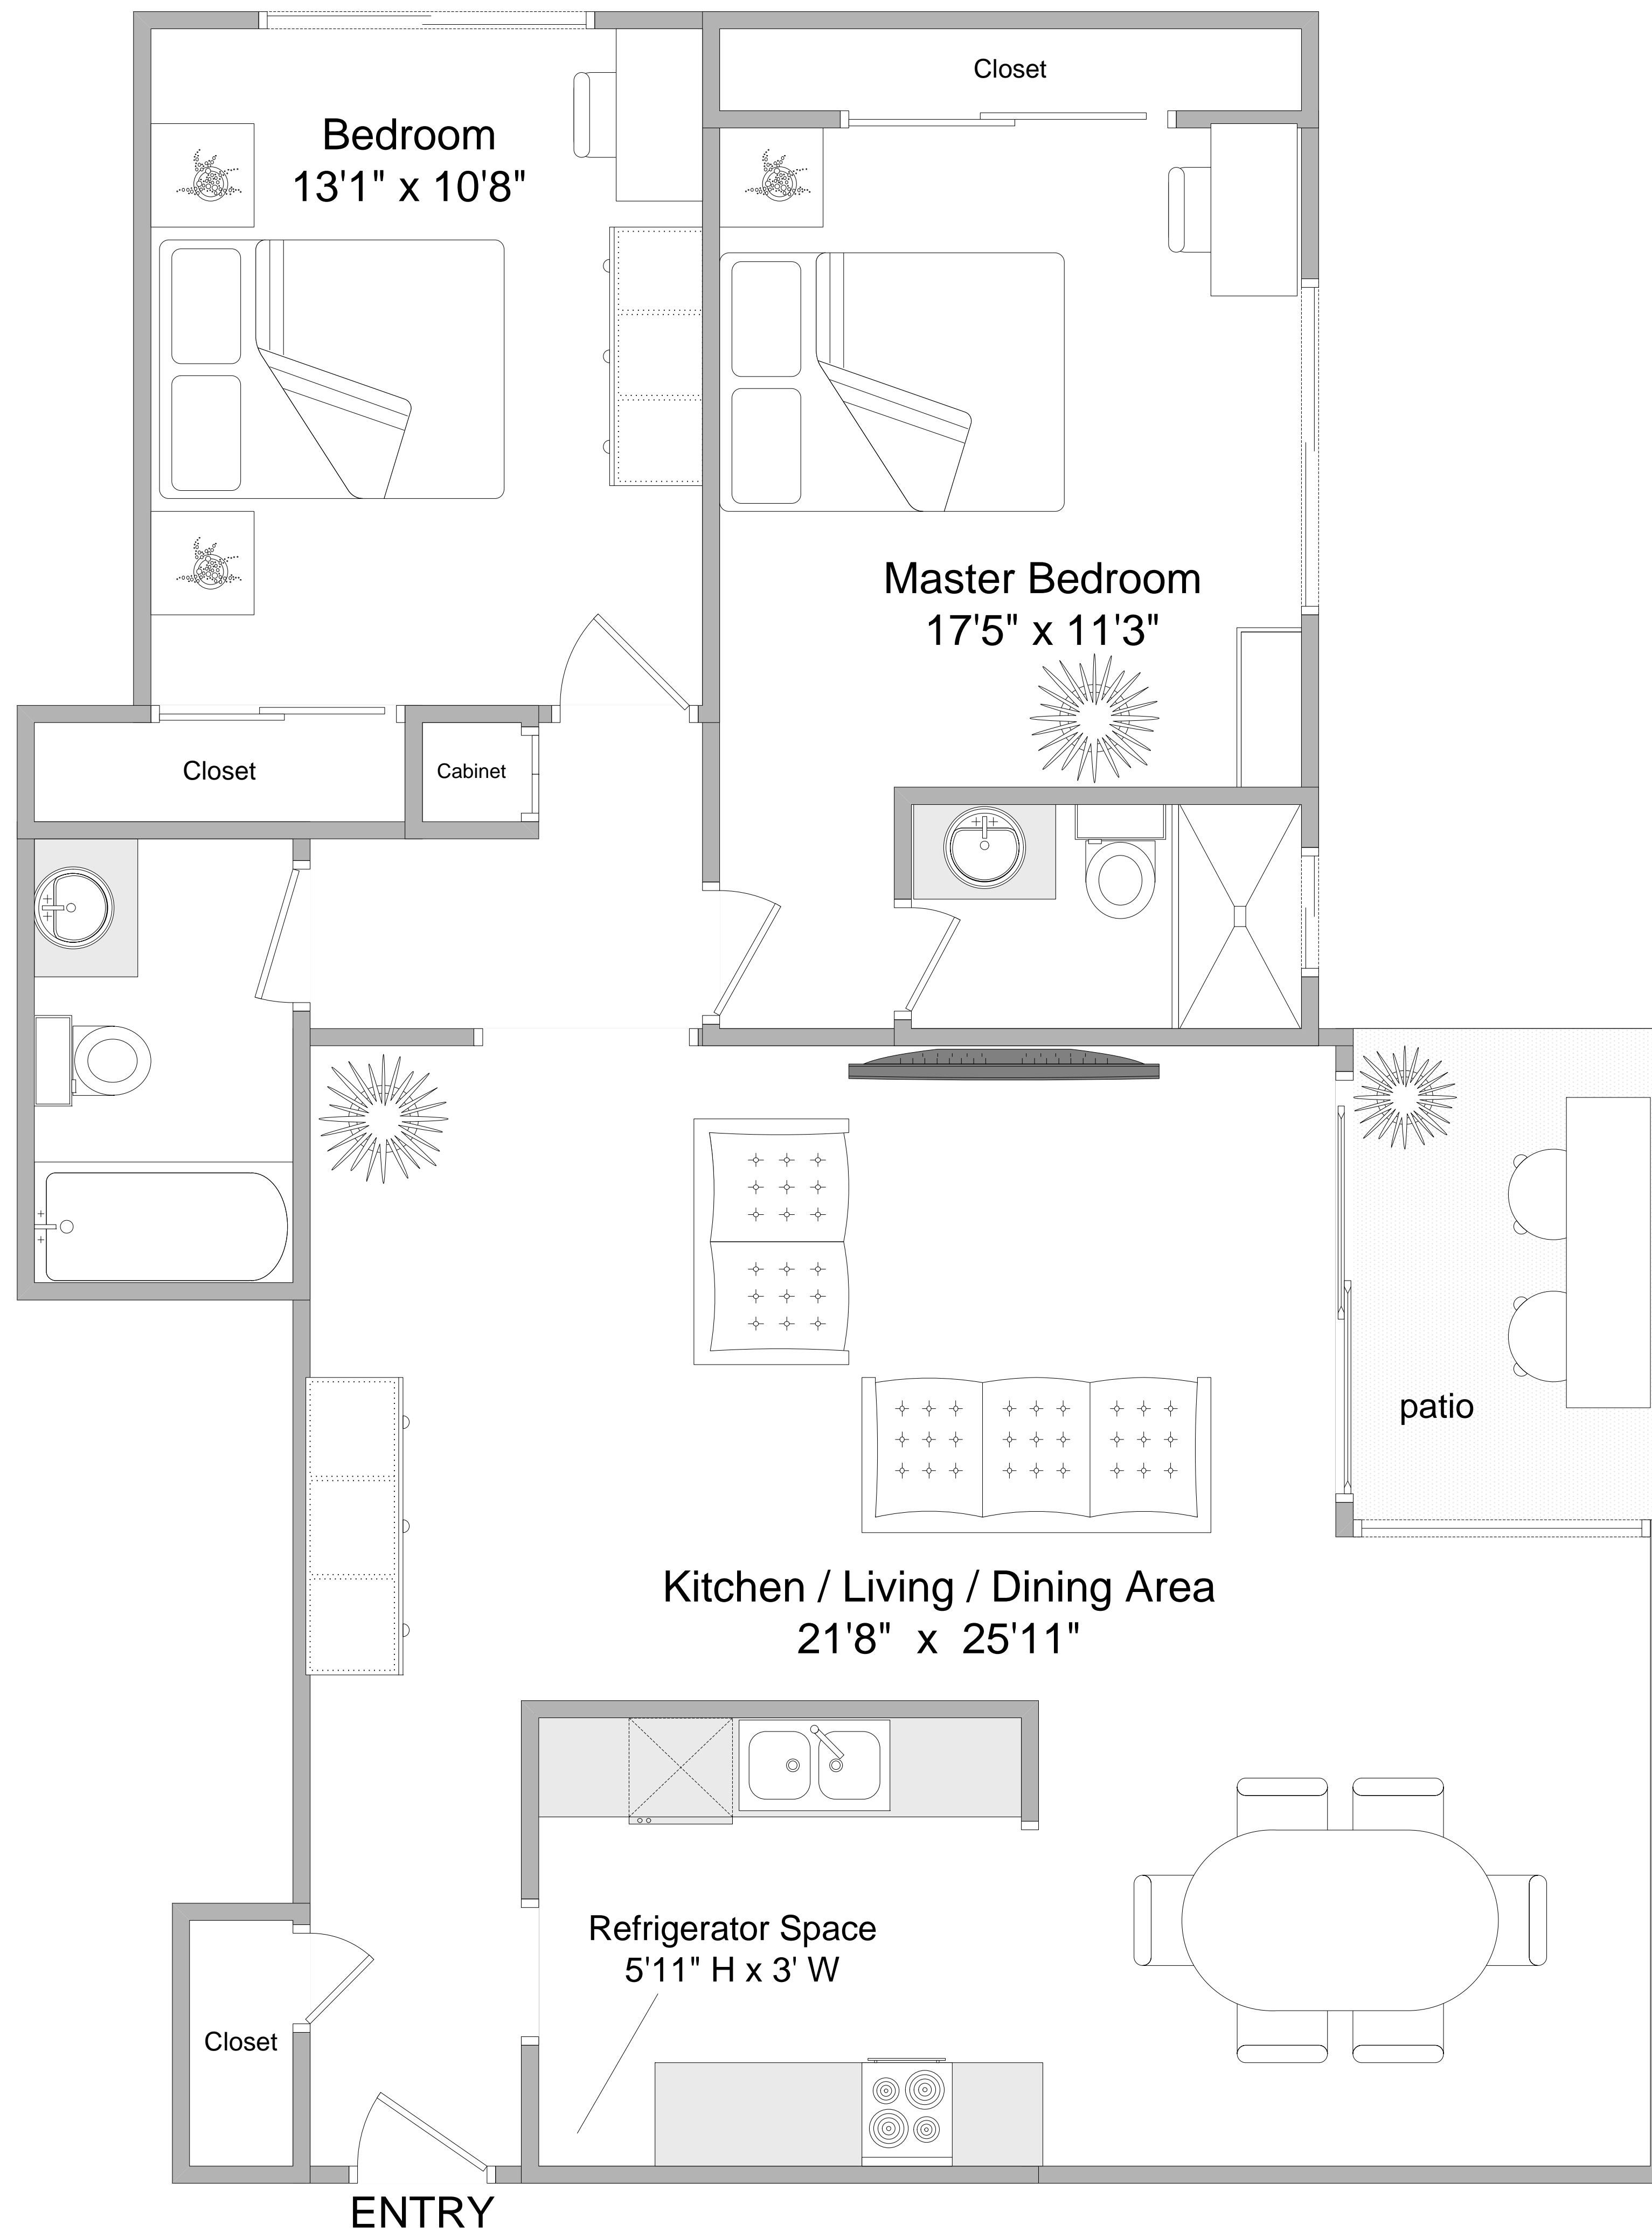 Closet
Bedroom
13'1" x 10'8"
Master Bedroom
17'5" x 11'3"
Closet
Cabinet
patio
Kitchen / Living / Dining Area
21'8" x 25'11"
Refrigerator Space
5'11" H x 3' W
Closet
ENTRY